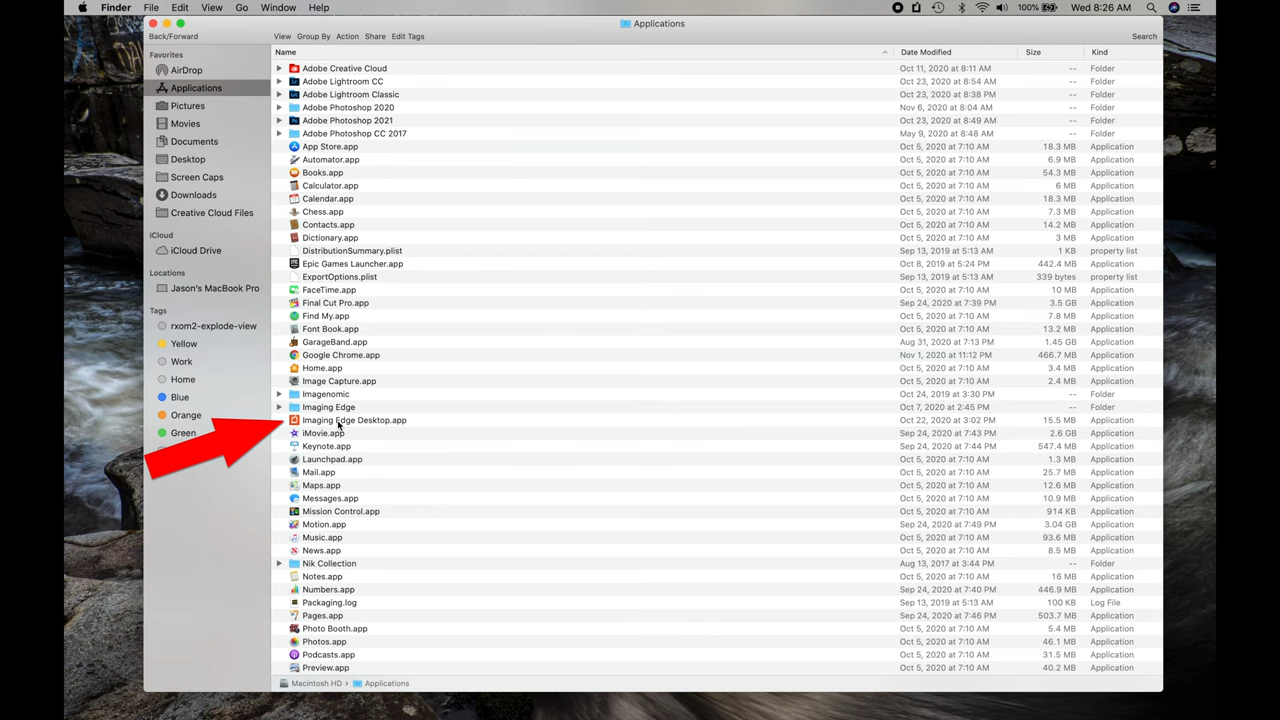 Finder File Edit View Go Window Help 100% Wed 8:26 AM
Applications
Back/Forward View Group By Action Share Edit Tags Search
Favorites
AirDrop
Applications
Pictures
Movies
Documents
Desktop
Screen Caps
Downloads
Creative Cloud Files
iCloud
iCloud Drive
Locations
Jason's MacBook Pro
Tags
rxom2-explode-view
Yellow
Work
Home
Blue
Orange
Green
Name Date Modified Size Kind
Adobe Creative Cloud Oct 11, 2020 at 8:11 AM -- Folder
Adobe Lightroom CC Oct 23, 2020 at 8:54 AM -- Folder
Adobe Lightroom Classic Oct 23, 2020 at 8:38 PM -- Folder
Adobe Photoshop 2020 Nov 6, 2020 at 8:04 AM -- Folder
Adobe Photoshop 2021 Oct 23, 2020 at 8:49 AM -- Folder
Adobe Photoshop CC 2017 May 9, 2020 at 8:48 AM -- Folder
App Store.app Oct 5, 2020 at 7:10 AM 18.3 MB Application
Automator.app Oct 5, 2020 at 7:10 AM 6.9 MB Application
Books.app Oct 5, 2020 at 7:10 AM 54.3 MB Application
Calculator.app Oct 5, 2020 at 7:10 AM 6 MB Application
Calendar.app Oct 5, 2020 at 7:10 AM 18.3 MB Application
Chess.app Oct 5, 2020 at 7:10 AM 7.3 MB Application
Contacts.app Oct 5, 2020 at 7:10 AM 14.2 MB Application
Dictionary.app Oct 5, 2020 at 7:10 AM 3 MB Application
DistributionSummary.plist Sep 13, 2019 at 5:13 AM 1 KB property list
Epic Games Launcher.app Oct 8, 2019 at 5:24 PM 442.4 MB Application
ExportOptions.plist Sep 13, 2019 at 5:13 AM 339 bytes property list
FaceTime.app Oct 5, 2020 at 7:10 AM 10 MB Application
Final Cut Pro.app Sep 24, 2020 at 7:39 PM 3.5 GB Application
Find My.app Oct 5, 2020 at 7:10 AM 7.8 MB Application
Font Book.app Oct 5, 2020 at 7:10 AM 13.2 MB Application
GarageBand.app Aug 31, 2020 at 7:13 PM 1.45 GB Application
Google Chrome.app Nov 1, 2020 at 11:12 PM 466.7 MB Application
Home.app Oct 5, 2020 at 7:10 AM 3.4 MB Application
Image Capture.app Oct 5, 2020 at 7:10 AM 2.4 MB Application
Imagenomic Oct 24, 2019 at 3:30 PM -- Folder
Imaging Edge Oct 7, 2020 at 2:45 PM -- Folder
Imaging Edge Desktop.app Oct 22, 2020 at 3:02 PM 15.5 MB Application
iMovie.app Sep 24, 2020 at 7:43 PM 2.6 GB Application
Keynote.app Sep 24, 2020 at 7:44 PM 547.4 MB Application
Launchpad.app Oct 5, 2020 at 7:10 AM 1.3 MB Application
Mail.app Oct 5, 2020 at 7:10 AM 25.7 MB Application
Maps.app Oct 5, 2020 at 7:10 AM 12.6 MB Application
Messages.app Oct 5, 2020 at 7:10 AM 10.9 MB Application
Mission Control.app Oct 5, 2020 at 7:10 AM 914 KB Application
Motion.app Sep 24, 2020 at 7:49 PM 3.04 GB Application
Music.app Oct 5, 2020 at 7:10 AM 93.6 MB Application
News.app Oct 5, 2020 at 7:10 AM 8.5 MB Application
Nik Collection Aug 13, 2017 at 3:44 PM -- Folder
Notes.app Oct 5, 2020 at 7:10 AM 16 MB Application
Numbers.app Sep 24, 2020 at 7:40 PM 446.9 MB Application
Packaging.log Sep 13, 2019 at 5:13 AM 100 KB Log File
Pages.app Sep 24, 2020 at 7:46 PM 503.7 MB Application
Photo Booth.app Oct 5, 2020 at 7:10 AM 5.4 MB Application
Photos.app Oct 5, 2020 at 7:10 AM 46.1 MB Application
Podcasts.app Oct 5, 2020 at 7:10 AM 31.5 MB Application
Preview.app Oct 5, 2020 at 7:10 AM 40.2 MB Application
Macintosh HD › Applications